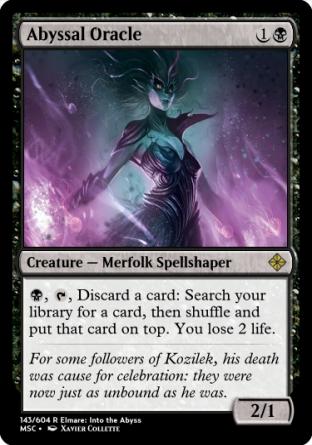 Abyssal Oracle 1
Creature — Merfolk Spellshaper
, , Discard a card: Search your
library for a card, then shuffle and
put that card on top. You lose 2 life.
For some followers of Kozilek, his death
was cause for celebration: they were
now just as unbound as he was.
143/604 R Elmare: Into the Abyss
MSC • Xavier Collette
2/1